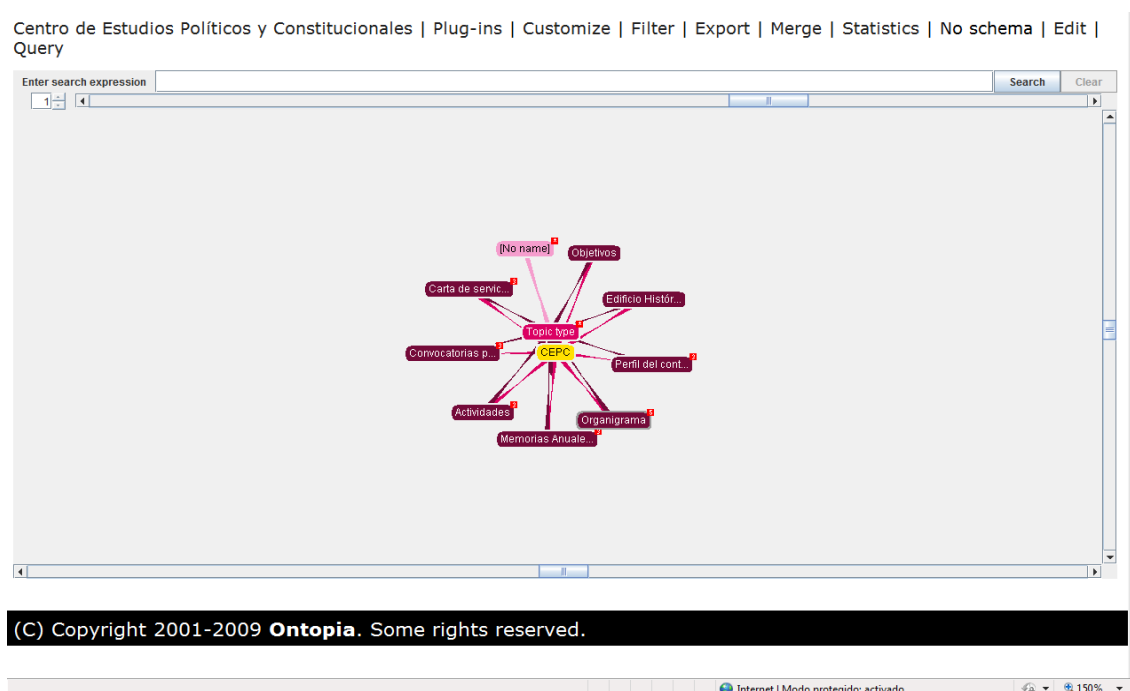 Centro de Estudios Políticos y Constitucionales | Plug-ins | Customize | Filter | Export | Merge | Statistics | No schema | Edit |
Query
Enter search expression
Search Clear
1
[No name]
Objetivos
Carta de servic...
Edificio Histór...
Topic type
CEPC
Convocatorias p...
Perfil del cont...
Actividades
Organigrama
Memorias Anuale...
(C) Copyright 2001-2009 Ontopia. Some rights reserved.
Internet | Modo protegido: activado
150%